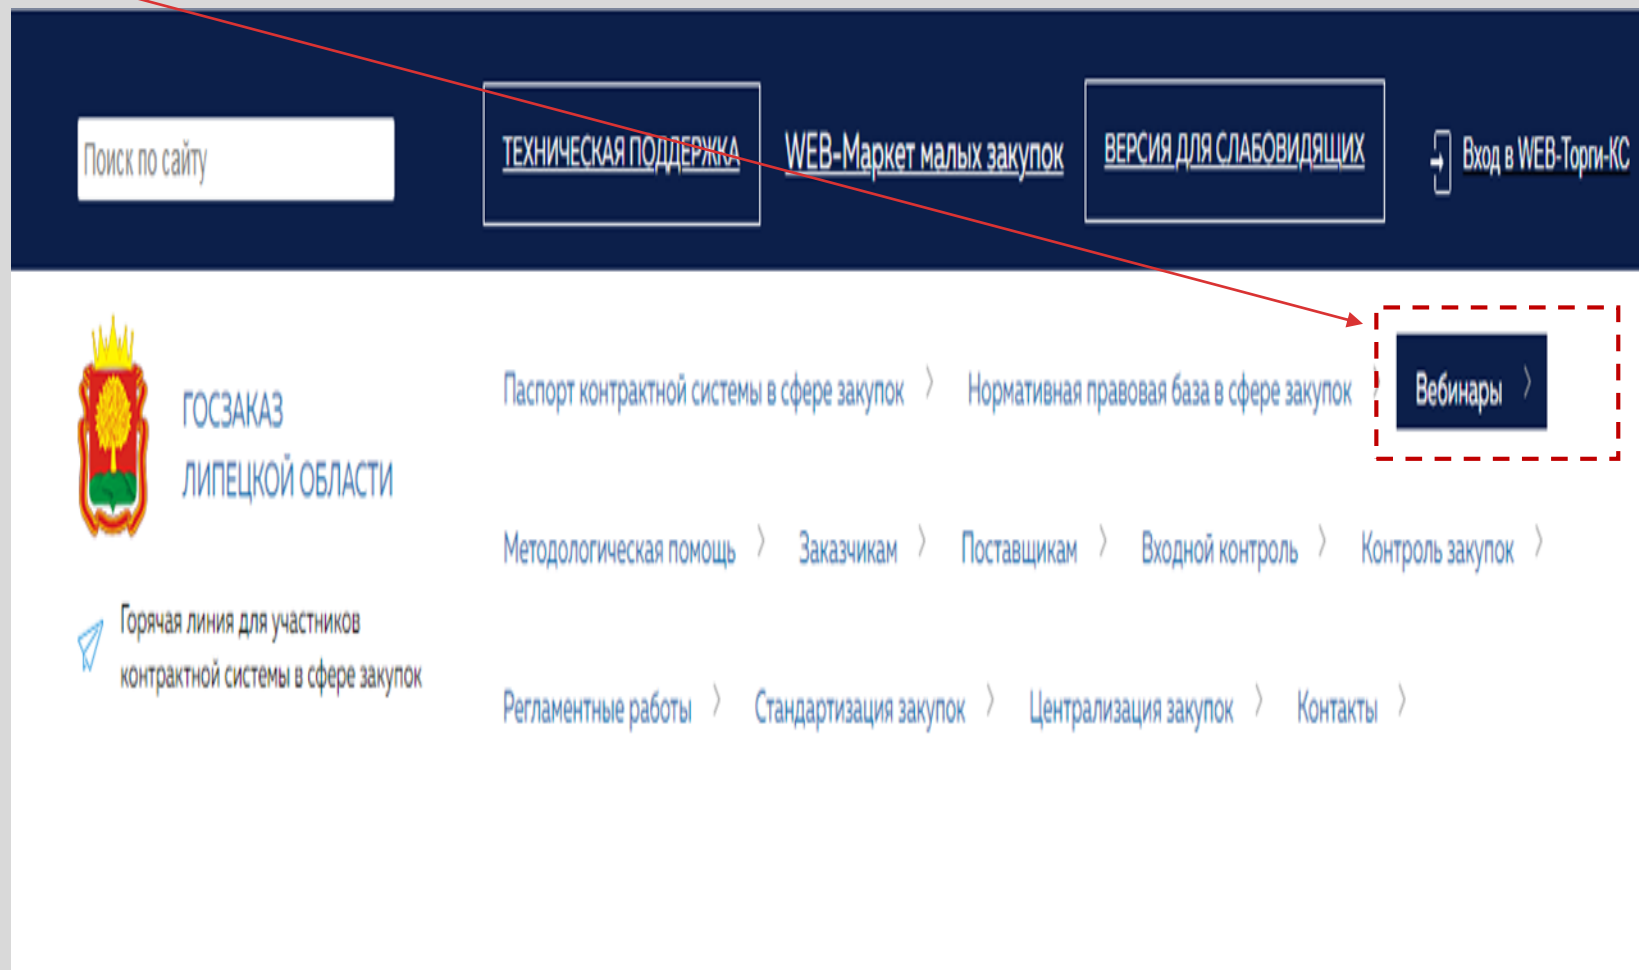 Поиск по сайту
ТЕХНИЧЕСКАЯ ПОДДЕРЖКА
WEB-Маркет малых закупок
ВЕРСИЯ ДЛЯ СЛАБОВИДЯЩИХ
Вход в WEB-Торги-КС
ГОСЗАКАЗ
ЛИПЕЦКОЙ ОБЛАСТИ
Горячая линия для участников
контрактной системы в сфере закупок
Паспорт контрактной системы в сфере закупок
Нормативная правовая база в сфере закупок
Вебинары
Методологическая помощь
Заказчикам
Поставщикам
Входной контроль
Контроль закупок
Регламентные работы
Стандартизация закупок
Централизация закупок
Контакты